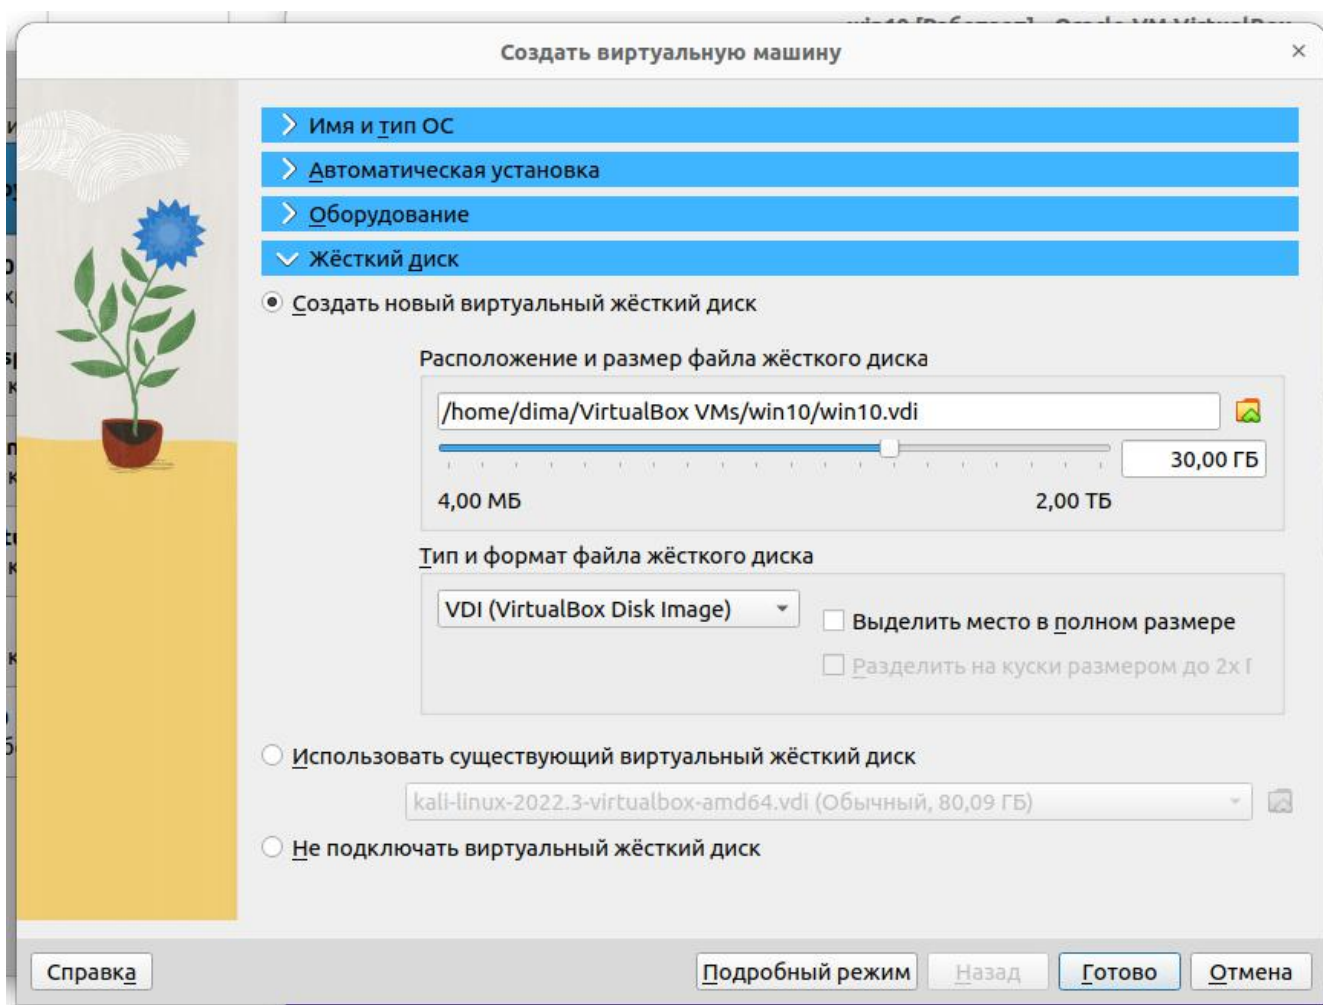 Создать виртуальную машину
Имя и тип ОС
Автоматическая установка
Оборудование
Жёсткий диск
Создать новый виртуальный жёсткий диск
Расположение и размер файла жёсткого диска
/home/dima/VirtualBox VMs/win10/win10.vdi
30,00 ГБ
4,00 МБ 2,00 ТБ
Тип и формат файла жёсткого диска
VDI (VirtualBox Disk Image)
Выделить место в полном размере
Разделить на куски размером до 2х
Использовать существующий виртуальный жёсткий диск
kali-linux-2022.3-virtualbox-amd64.vdi (Обычный, 80,09 ГБ)
Не подключать виртуальный жёсткий диск
Справка Подробный режим Назад Готово Отмена